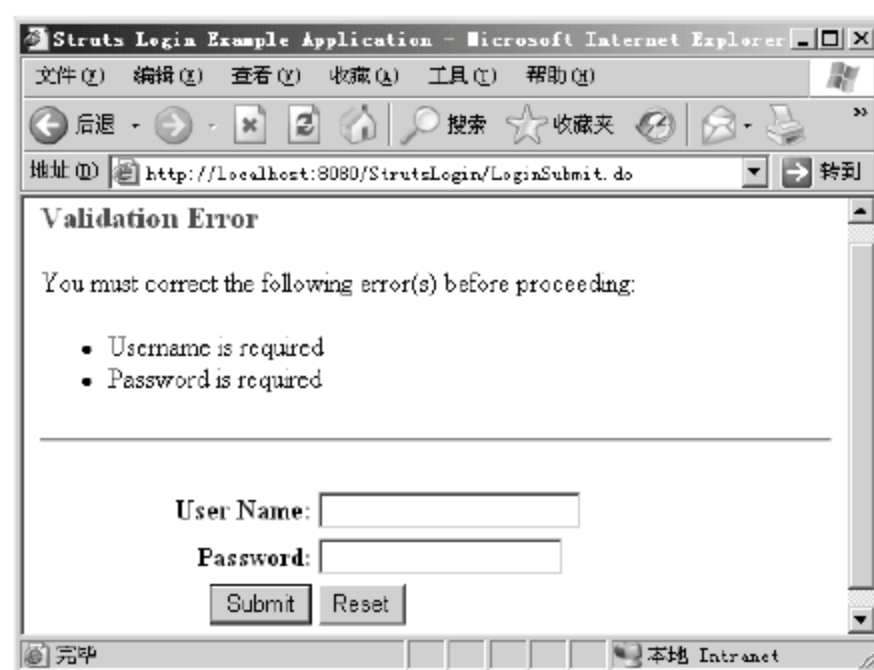 Struts Login Example Application - Microsoft Internet Explorer
文件(F) 编辑(E) 查看(V) 收藏(A) 工具(T) 帮助(H)
后退 搜索 收藏夹 »
地址(D) http://localhost:8080/StrutsLogin/LoginSubmit.do 转到
Validation Error
You must correct the following error(s) before proceeding:
• Username is required
• Password is required
User Name:
Password:
Submit Reset
完毕 本地 Intranet